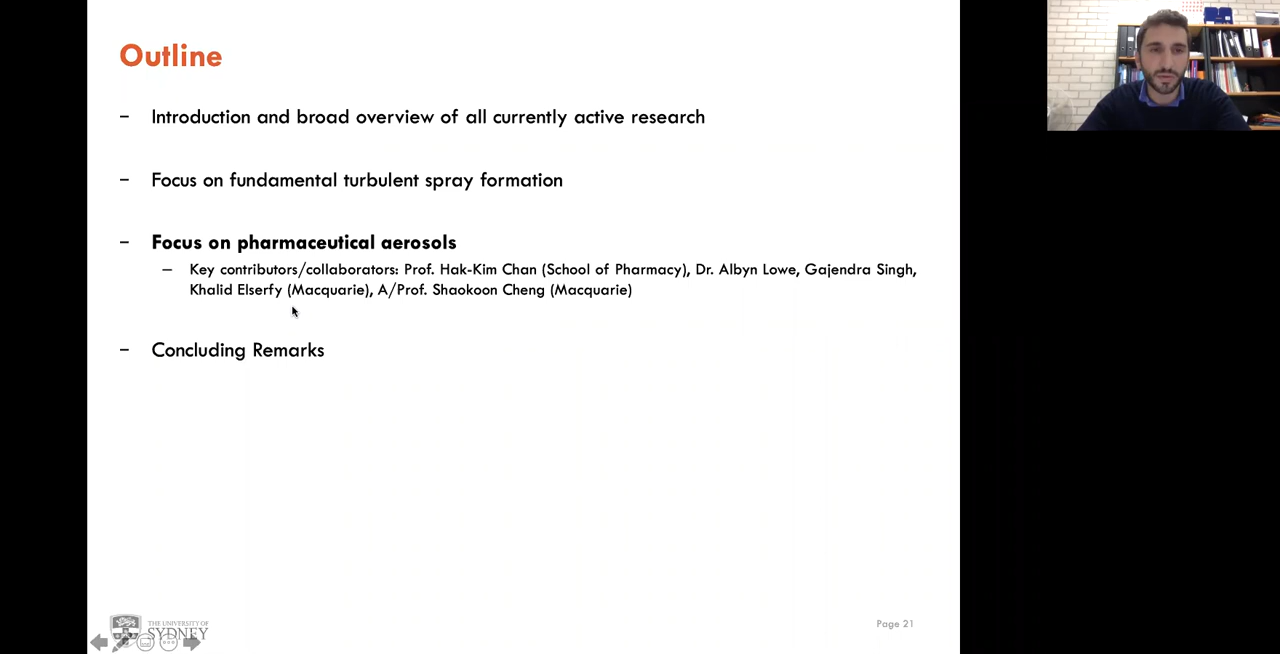 Outline
– Introduction and broad overview of all currently active research
– Focus on fundamental turbulent spray formation
– Focus on pharmaceutical aerosols
– Key contributors/collaborators: Prof. Hak-Kim Chan (School of Pharmacy), Dr. Albyn Lowe, Gajendra Singh,
Khalid Elserfy (Macquarie), A/Prof. Shaokoon Cheng (Macquarie)
– Concluding Remarks
THE UNIVERSITY OF
SYDNEY
Page 21